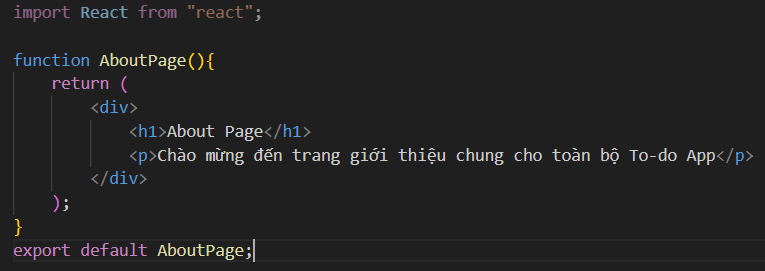 import React from "react";
function AboutPage(){
return (
<div>
<h1>About Page</h1>
<p>Chào mừng đến trang giới thiệu chung cho toàn bộ To-do App</p>
</div>
);
}
export default AboutPage;